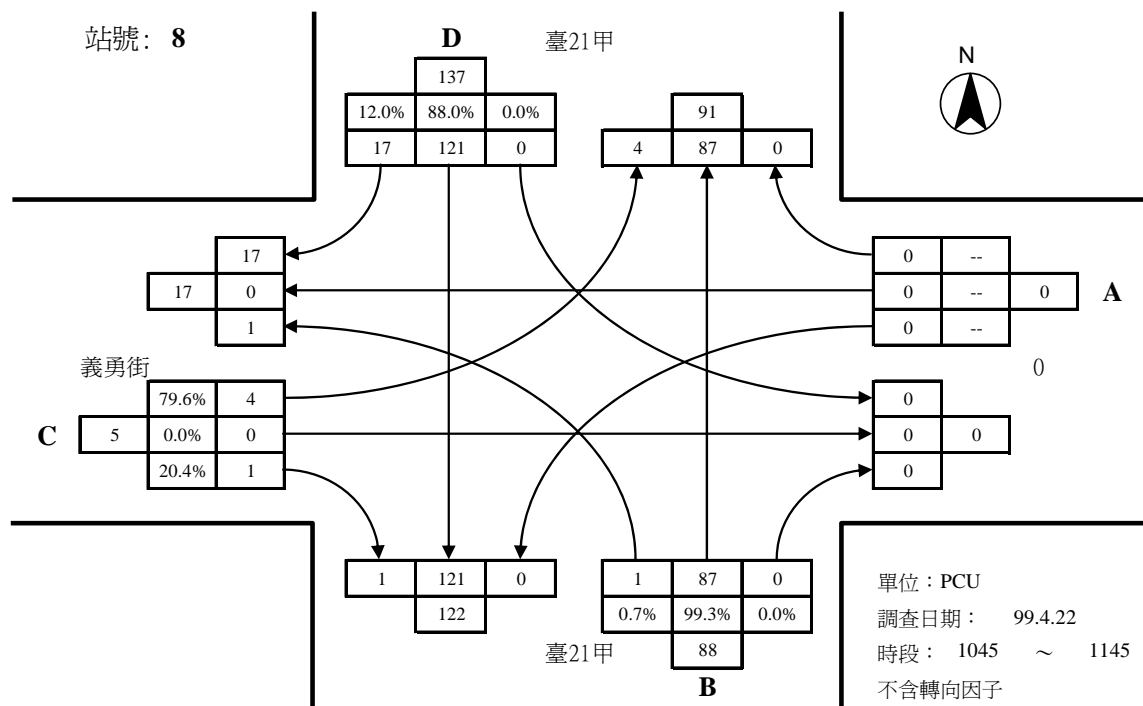 站號: 8
D
臺21甲
N
137
12.0% 88.0% 0.0%
17 121 0
91
4 87 0
17
17 0
1
0 --
0 -- 0
0 --
A
義勇街
0
79.6% 4
C 5 0.0% 0
20.4% 1
0
0 0
0
1 121 0
122
1 87 0
0.7% 99.3% 0.0%
88
臺21甲
B
單位：PCU
調查日期： 99.4.22
時段： 1045 ～ 1145
不含轉向因子